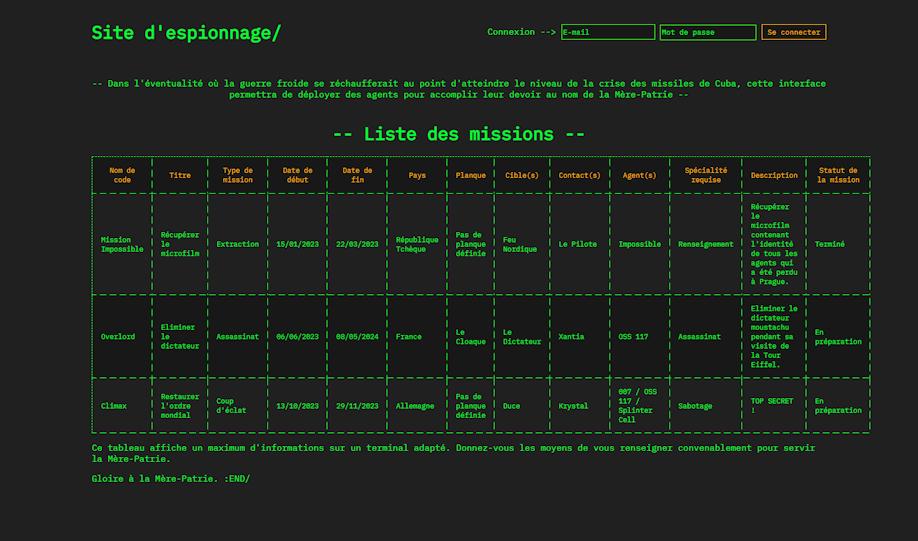 Site d'espionnage/
Connexion --> E-mail Mot de passe Se connecter
-- Dans l'éventualité où la guerre froide se réchaufferait au point d'atteindre le niveau de la crise des missiles de Cuba, cette interface
permettra de déployer des agents pour accomplir leur devoir au nom de la Mère-Patrie --
-- Liste des missions --
Nom de
code
Titre
Type de
mission
Date de
début
Date de
fin
Pays
Planque
Cible(s)
Contact(s)
Agent(s)
Spécialité
requise
Description
Statut de
la mission
Mission
Impossible
Récupérer
le
microfilm
Extraction
15/01/2023
22/03/2023
République
Tchèque
Pas de
planque
définie
Feu
Nordique
Le Pilote
Impossible
Renseignement
Récupérer
le
microfilm
contenant
l'identité
de tous les
agents qui
a été perdu
à Prague.
Terminé
Overlord
Eliminer
le
dictateur
Assassinat
06/06/2023
08/05/2024
France
Le
Cloaque
Le
Dictateur
Xantia
OSS 117
Assassinat
Eliminer le
dictateur
moustachu
pendant sa
visite de
la Tour
Eiffel.
En
préparation
Climax
Restaurer
l'ordre
mondial
Coup
d'éclat
13/10/2023
29/11/2023
Allemagne
Pas de
planque
définie
Duce
Krystal
007 / OSS
117 /
Splinter
Cell
Sabotage
TOP SECRET
!
En
préparation
Ce tableau affiche un maximum d'informations sur un terminal adapté. Donnez-vous les moyens de vous renseigner convenablement pour servir
la Mère-Patrie.
Gloire à la Mère-Patrie. :END/